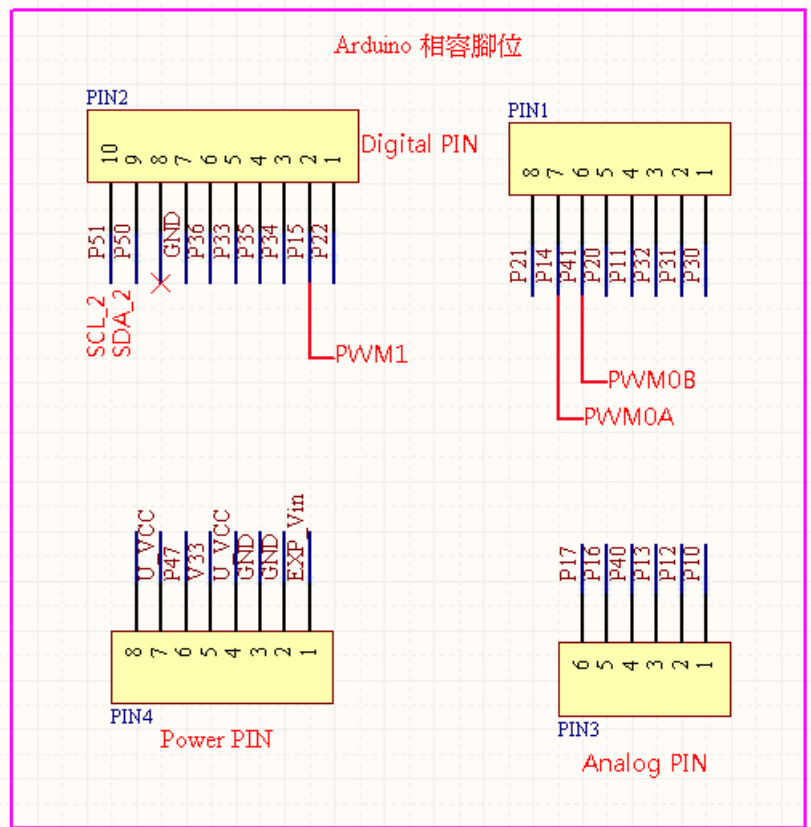 Arduino 相容腳位
PIN2
Digital PIN
10 9 8 7 6 5 4 3 2 1
P51 P50 GND P36 P33 P35 P34 P15 P22
SCL_2
SDA_2
PWM1
PIN1
8 7 6 5 4 3 2 1
P21 P14 P41 P20 P11 P32 P31 P30
PWM0B
PWM0A
U_VCC P47 V33 U_VCC GND GND EXP_Vin
8 7 6 5 4 3 2 1
PIN4
Power PIN
P17 P16 P40 P13 P12 P10
6 5 4 3 2 1
PIN3
Analog PIN